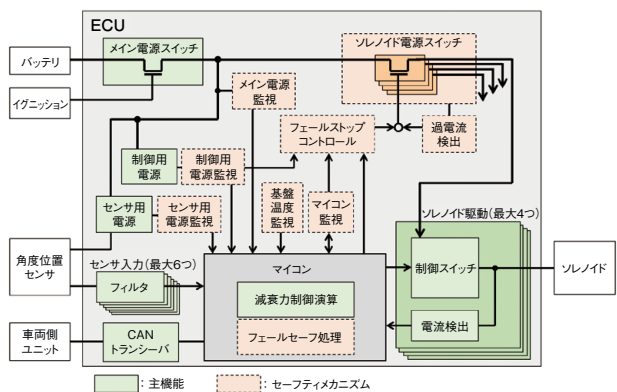 ECU
メイン電源スイッチ
ソレノイド電源スイッチ
バッテリ
イグニッション
メイン電源
監視
フェールストップ
コントロール
過電流
検出
制御用
電源
制御用
電源監視
センサ用
電源
センサ用
電源監視
基盤
温度
監視
マイコン
監視
ソレノイド駆動(最大4つ)
角度位置
センサ
センサ入力(最大6つ)
フィルタ
マイコン
減衰力制御演算
フェールセーフ処理
制御スイッチ
電流検出
ソレノイド
車両側
ユニット
CAN
トランシーバ
:主機能
:セーフティメカニズム